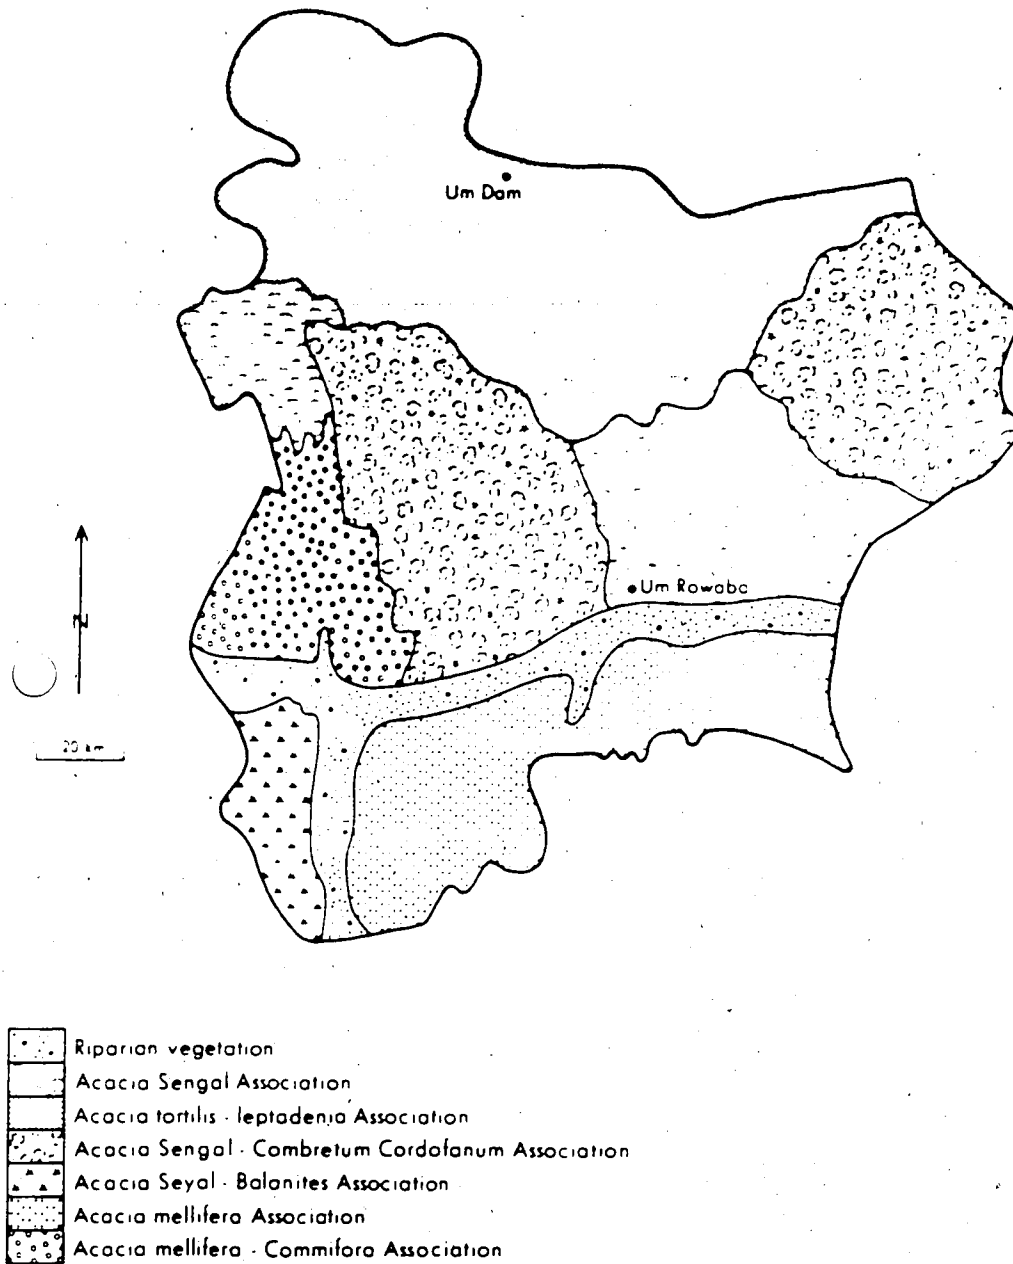 Um Dam
Um Rowaba
N
20 km
Riparian vegetation
Acacia Sengal Association
Acacia tortilis - leptadenia Association
Acacia Sengal - Combretum Cordofanum Association
Acacia Seyal - Balanites Association
Acacia mellifera Association
Acacia mellifera - Commifora Association